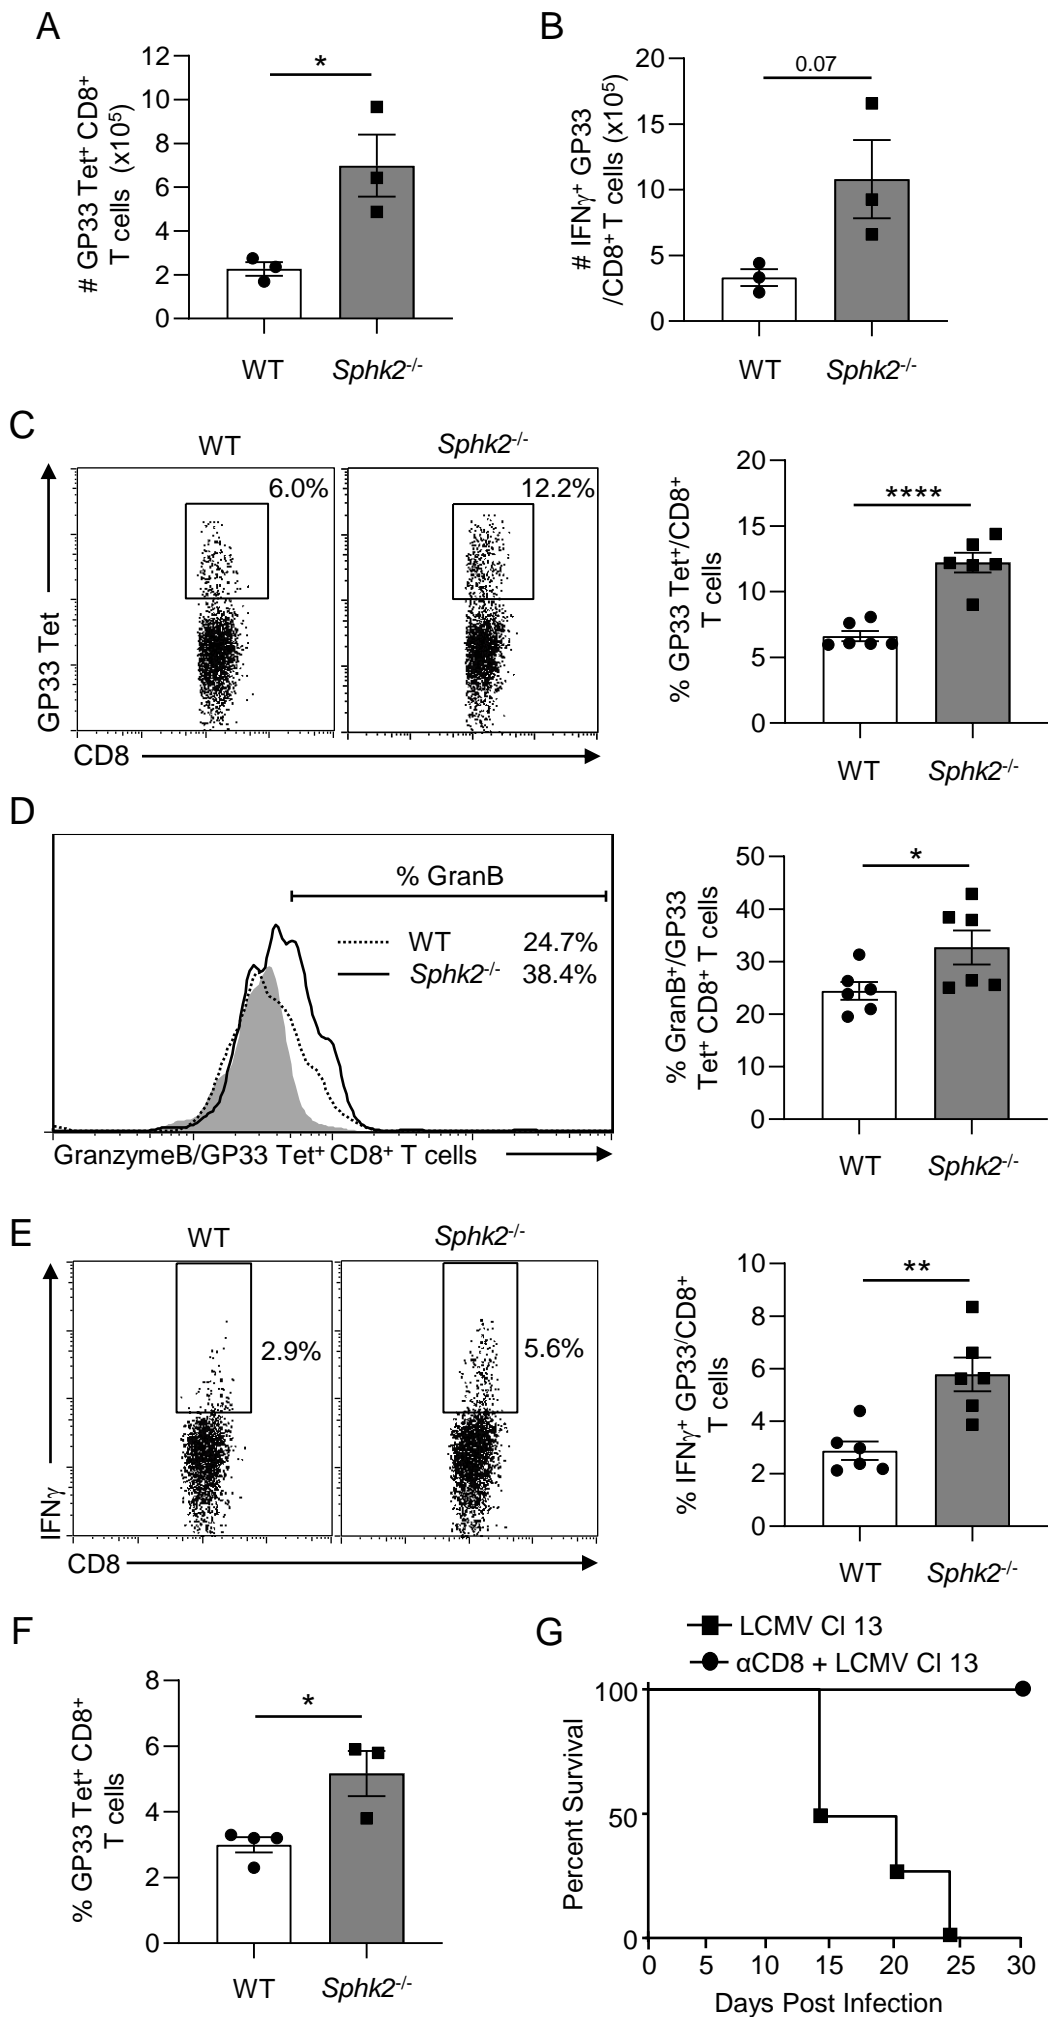 A
# GP33 Tet⁺ CD8⁺
T cells (x10⁵)
12
10
8
6
4
2
0
*
WT
Sphk2⁻/⁻
B
# IFNγ⁺ GP33
/CD8⁺ T cells (x10⁵)
20
15
10
5
0
0.07
WT
Sphk2⁻/⁻
C
WT
Sphk2⁻/⁻
6.0%
12.2%
GP33 Tet
CD8
% GP33 Tet⁺/CD8⁺
T cells
20
15
10
5
0
****
WT
Sphk2⁻/⁻
D
% GranB
WT 24.7%
Sphk2⁻/⁻ 38.4%
GranzymeB/GP33 Tet⁺ CD8⁺ T cells
% GranB⁺/GP33
Tet⁺ CD8⁺ T cells
50
40
30
20
10
0
*
WT
Sphk2⁻/⁻
E
WT
Sphk2⁻/⁻
2.9%
5.6%
IFNγ
CD8
% IFNγ⁺ GP33/CD8⁺
T cells
10
8
6
4
2
0
**
WT
Sphk2⁻/⁻
F
% GP33 Tet⁺ CD8⁺
T cells
8
6
4
2
0
*
WT
Sphk2⁻/⁻
G
LCMV Cl 13
αCD8 + LCMV Cl 13
Percent Survival
100
50
0
0 5 10 15 20 25 30
Days Post Infection